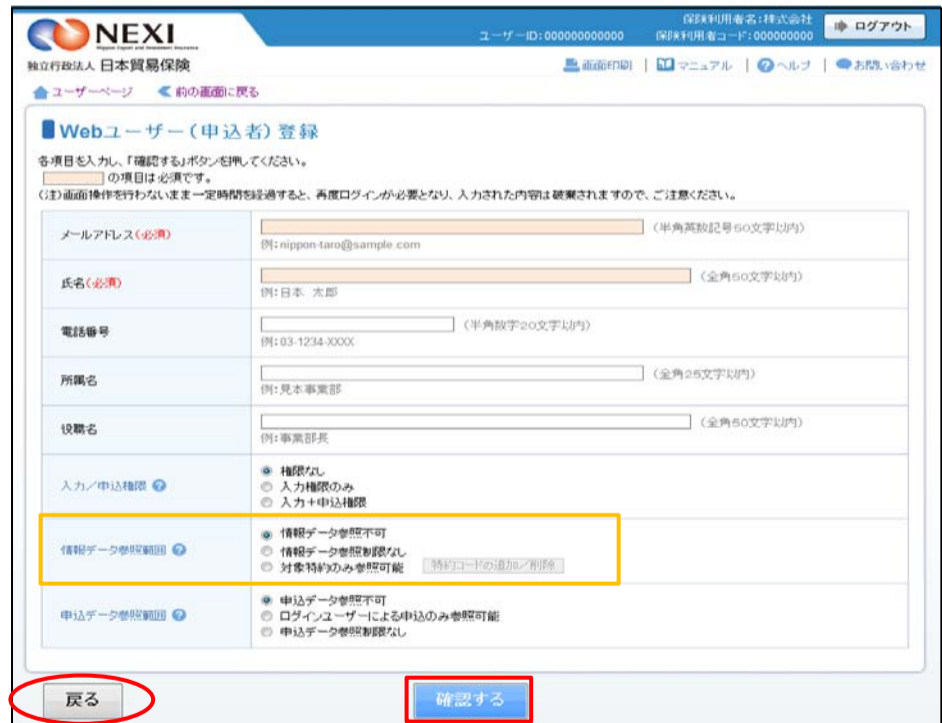 NEXI
Nippon Export and Investment Insurance
独立行政法人 日本貿易保険
ユーザーID:000000000000
保険利用者名:株式会社
保険利用者コード:000000000
ログアウト
画面印刷 | マニュアル | ヘルプ | お問い合わせ
ユーザーページ 前の画面に戻る
Webユーザー(申込者)登録
各項目を入力し、「確認する」ボタンを押してください。
の項目は必須です。
(注)画面操作を行わないまま一定時間を経過すると、再度ログインが必要となり、入力された内容は破棄されますので、ご注意ください。
メールアドレス(必須)
(半角英数記号60文字以内)
例:nippon-taro@sample.com
氏名(必須)
(全角50文字以内)
例:日本 太郎
電話番号
(半角数字20文字以内)
例:03-1234-XXXX
所属名
(全角25文字以内)
例:見本事業部
役職名
(全角50文字以内)
例:事業部長
入力/申込権限
権限なし
入力権限のみ
入力+申込権限
情報データ参照範囲
情報データ参照不可
情報データ参照制限なし
対象特約のみ参照可能 特約コードの追加/削除
申込データ参照範囲
申込データ参照不可
ログインユーザーによる申込のみ参照可能
申込データ参照制限なし
戻る 確認する